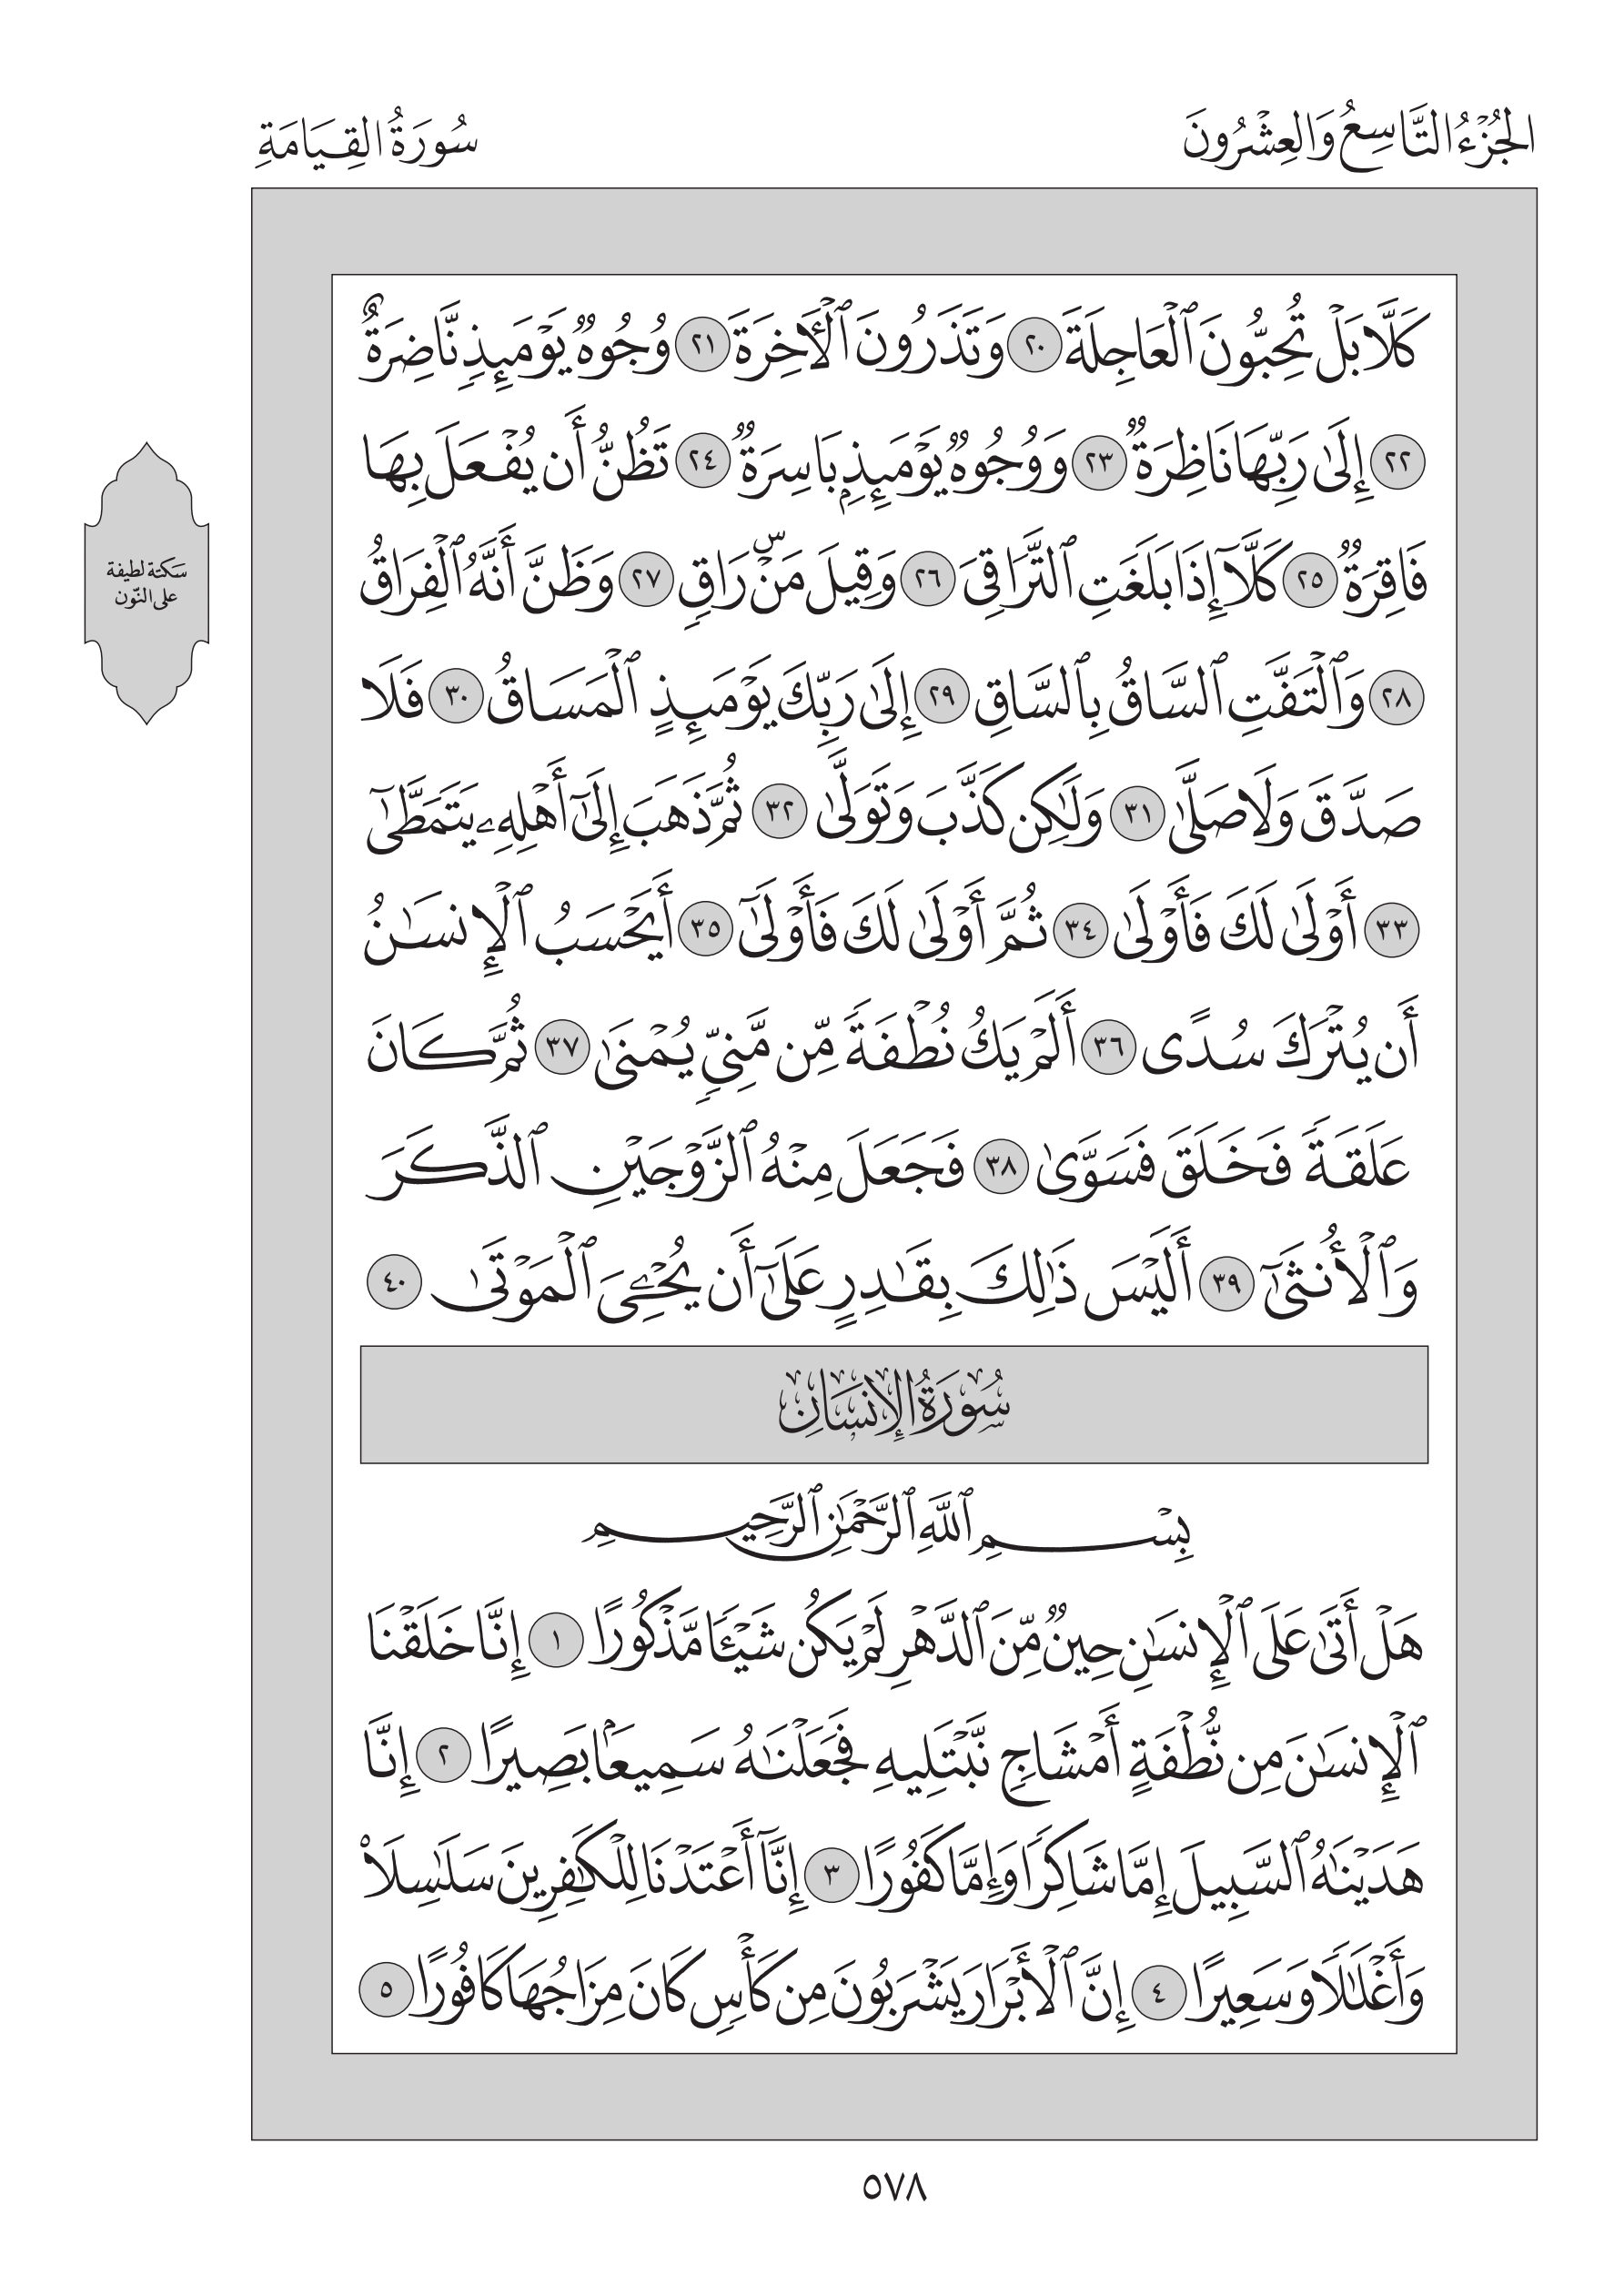 الجُزْءُ التَّاسِعُ وَالعِشْرُونَ
سُورَةُ القِيَامَةِ
كَلَّا بَلۡ تُحِبُّونَ ٱلۡعَاجِلَةَ ٢٠ وَتَذَرُونَ ٱلۡأٓخِرَةَ ٢١ وُجُوهٞ يَوۡمَئِذٖ نَّاضِرَةٌ
٢٢ إِلَىٰ رَبِّهَا نَاظِرَةٞ ٢٣ وَوُجُوهٞ يَوۡمَئِذِۭ بَاسِرَةٞ ٢٤ تَظُنُّ أَن يُفۡعَلَ بِهَا
فَاقِرَةٞ ٢٥ كَلَّآ إِذَا بَلَغَتِ ٱلتَّرَاقِيَ ٢٦ وَقِيلَ مَنۡۜ رَاقٖ ٢٧ وَظَنَّ أَنَّهُ ٱلۡفِرَاقُ
٢٨ وَٱلۡتَفَّتِ ٱلسَّاقُ بِٱلسَّاقِ ٢٩ إِلَىٰ رَبِّكَ يَوۡمَئِذٍ ٱلۡمَسَاقُ ٣٠ فَلَا
صَدَّقَ وَلَا صَلَّىٰ ٣١ وَلَٰكِن كَذَّبَ وَتَوَلَّىٰ ٣٢ ثُمَّ ذَهَبَ إِلَىٰٓ أَهۡلِهِۦ يَتَمَطَّىٰٓ
٣٣ أَوۡلَىٰ لَكَ فَأَوۡلَىٰ ٣٤ ثُمَّ أَوۡلَىٰ لَكَ فَأَوۡلَىٰٓ ٣٥ أَيَحۡسَبُ ٱلۡإِنسَٰنُ
أَن يُتۡرَكَ سُدًى ٣٦ أَلَمۡ يَكُ نُطۡفَةٗ مِّن مَّنِيّٖ يُمۡنَىٰ ٣٧ ثُمَّ كَانَ
عَلَقَةٗ فَخَلَقَ فَسَوَّىٰ ٣٨ فَجَعَلَ مِنۡهُ ٱلزَّوۡجَيۡنِ ٱلذَّكَرَ
وَٱلۡأُنثَىٰٓ ٣٩ أَلَيۡسَ ذَٰلِكَ بِقَٰدِرٍ عَلَىٰٓ أَن يُحۡـِۧيَ ٱلۡمَوۡتَىٰ ٤٠
سَكتة لطيفة
على النّون
سُورَةُ الإِنسَانِ
بِسۡمِ ٱللَّهِ ٱلرَّحۡمَٰنِ ٱلرَّحِيمِ
هَلۡ أَتَىٰ عَلَى ٱلۡإِنسَٰنِ حِينٞ مِّنَ ٱلدَّهۡرِ لَمۡ يَكُن شَيۡـٔٗا مَّذۡكُورًا ١ إِنَّا خَلَقۡنَا
ٱلۡإِنسَٰنَ مِن نُّطۡفَةٍ أَمۡشَاجٖ نَّبۡتَلِيهِ فَجَعَلۡنَٰهُ سَمِيعَۢا بَصِيرًا ٢ إِنَّا
هَدَيۡنَٰهُ ٱلسَّبِيلَ إِمَّا شَاكِرٗا وَإِمَّا كَفُورًا ٣ إِنَّآ أَعۡتَدۡنَا لِلۡكَٰفِرِينَ سَلَٰسِلَاْ
وَأَغۡلَٰلٗا وَسَعِيرًا ٤ إِنَّ ٱلۡأَبۡرَارَ يَشۡرَبُونَ مِن كَأۡسٖ كَانَ مِزَاجُهَا كَافُورًا ٥
٥٧٨